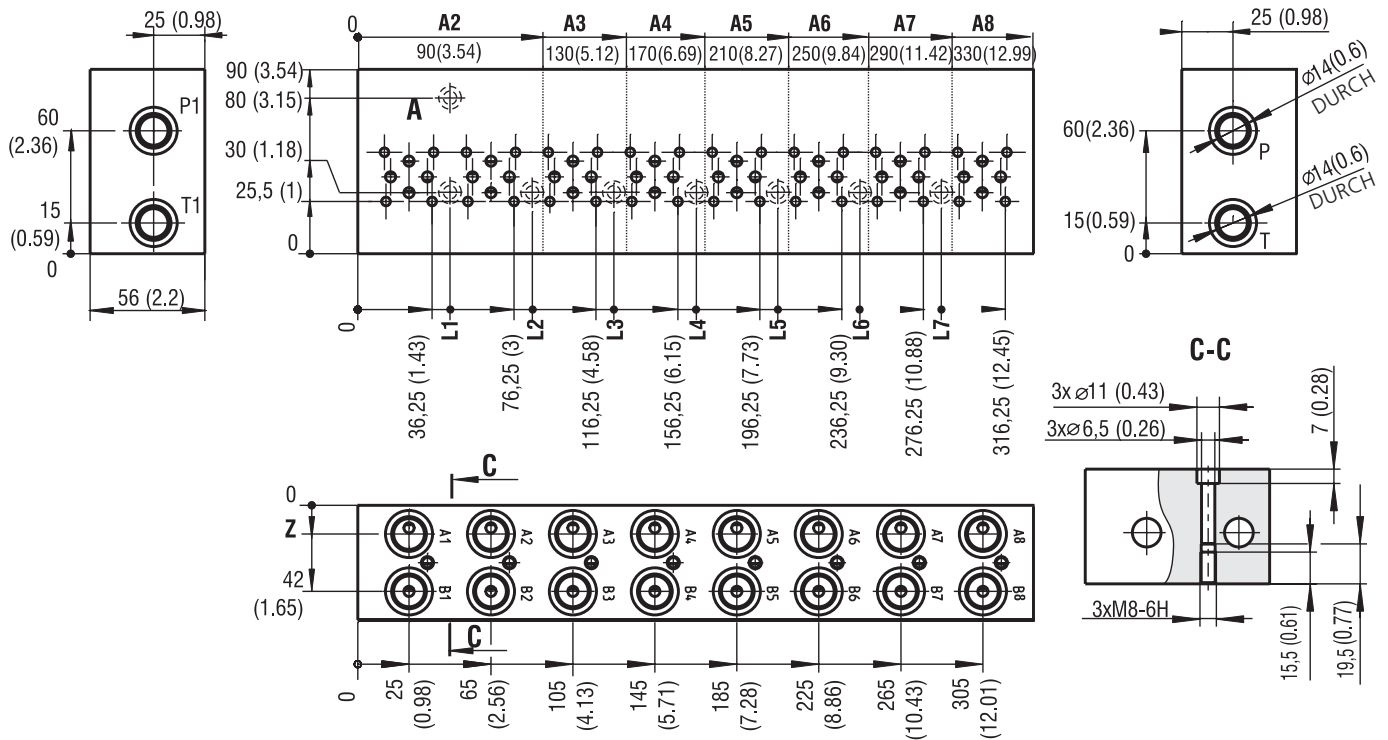 25 (0.98)
P1
60
(2.36)
T1
15
(0.59)
0
56 (2.2)
0
A2 A3 A4 A5 A6 A7 A8
90(3.54) 130(5.12) 170(6.69) 210(8.27) 250(9.84) 290(11.42) 330(12.99)
90 (3.54)
80 (3.15)
A
30 (1.18)
25,5 (1)
0
0
L1 L2 L3 L4 L5 L6 L7
36,25 (1.43)
76,25 (3)
116,25 (4.58)
156,25 (6.15)
196,25 (7.73)
236,25 (9.30)
276.25 (10.88)
316,25 (12.45)
25 (0.98)
⌀14(0.6)
DURCH
60(2.36)
P
⌀14(0.6)
DURCH
15(0.59)
T
0
C-C
3x⌀11 (0.43)
3x⌀6,5 (0.26)
7 (0.28)
3xM8-6H
15,5 (0.61)
19,5 (0.77)
C
0
Z
A1 A2 A3 A4 A5 A6 A7 A8
42
(1.65)
B1 B2 B3 B4 B5 B6 B7 B8
C
0
25
(0.98)
65
(2.56)
105
(4.13)
145
(5.71)
185
(7.28)
225
(8.86)
265
(10.43)
305
(12.01)